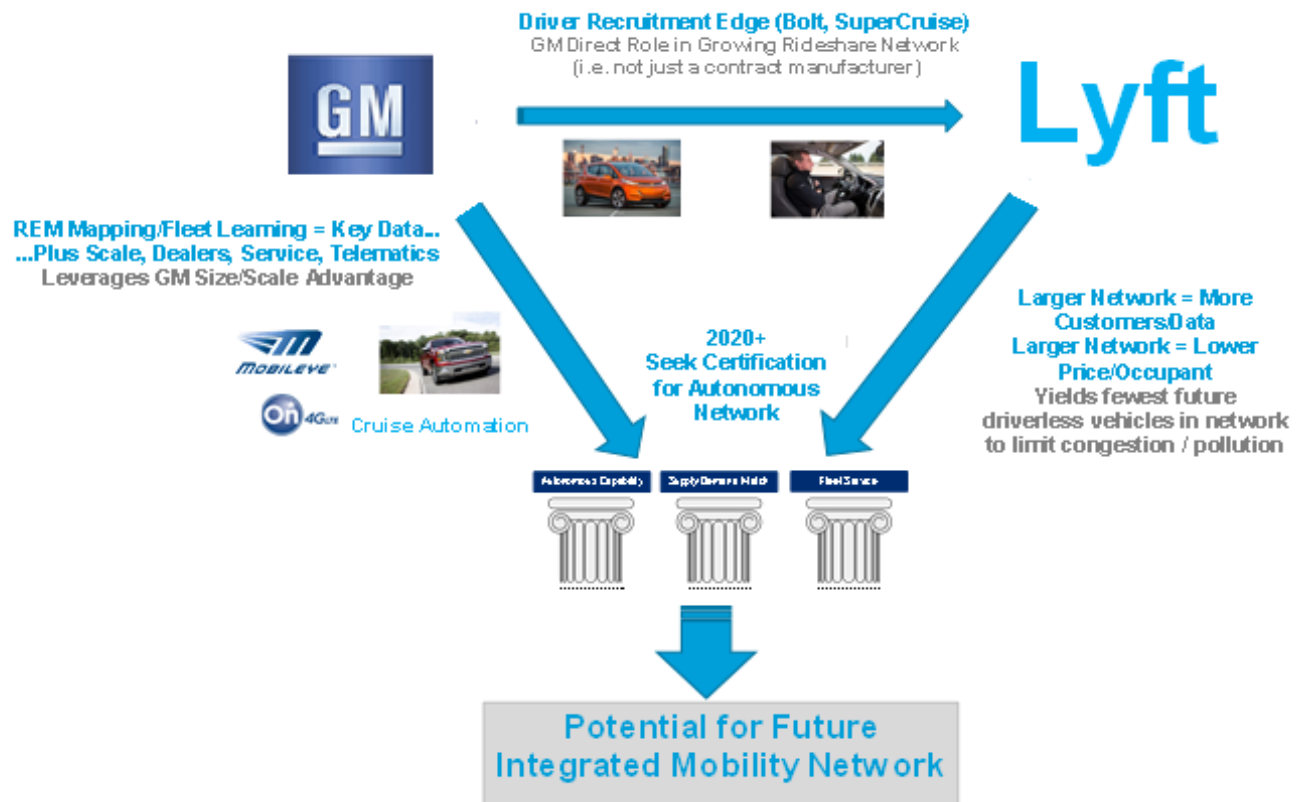 Driver Recruitment Edge (Bolt, SuperCruise)
GM Direct Role in Growing Rideshare Network
(i.e. not just a contract manufacturer)
GM
Lyft
REM Mapping/Fleet Learning = Key Data...
...Plus Scale, Dealers, Service, Telematics
Leverages GM Size/Scale Advantage
MOBILEYE
On 4G LTE
Cruise Automation
2020+
Seek Certification
for Autonomous
Network
Larger Network = More
Customers/Data
Larger Network = Lower
Price/Occupant
Yields fewest future
driverless vehicles in network
to limit congestion / pollution
Autonomous Capability
Supply/Demand Match
Fleet Service
Potential for Future
Integrated Mobility Network